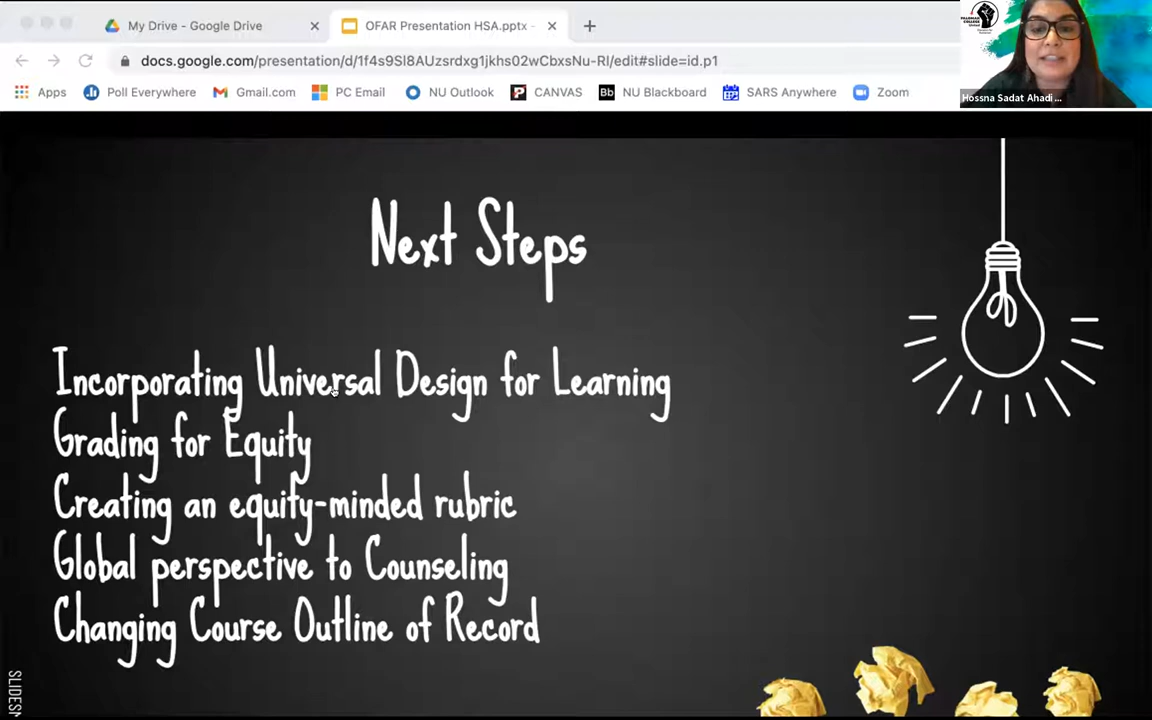 My Drive - Google Drive
OFAR Presentation HSA.pptx -
docs.google.com/presentation/d/1f4s9Sl8AUzsrdxg1jkhs02wCbxsNu-RI/edit#slide=id.p1
Apps
Poll Everywhere
Gmail.com
PC Email
NU Outlook
CANVAS
Bb
NU Blackboard
SARS Anywhere
Zoom
Hossna Sadat Ahadi ...
Next Steps
Incorporating Universal Design for Learning
Grading for Equity
Creating an equity-minded rubric
Global perspective to Counseling
Changing Course Outline of Record
SLIDESN